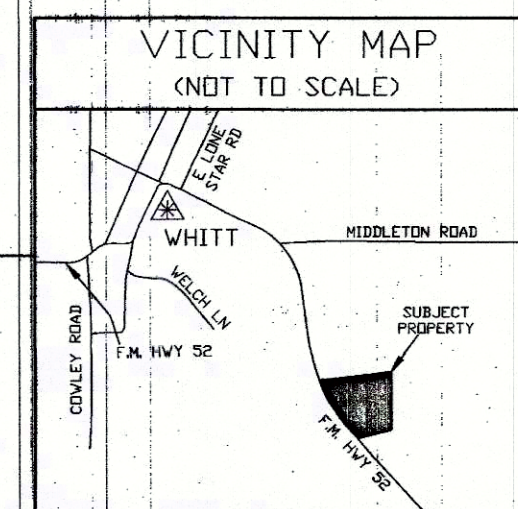 VICINITY MAP
(NOT TO SCALE)
E LONE
STAR RD
WHITT
MIDDLETON ROAD
WELCH LN
SUBJECT
PROPERTY
COWLEY ROAD
F.M. HWY 52
F.M. HWY 52